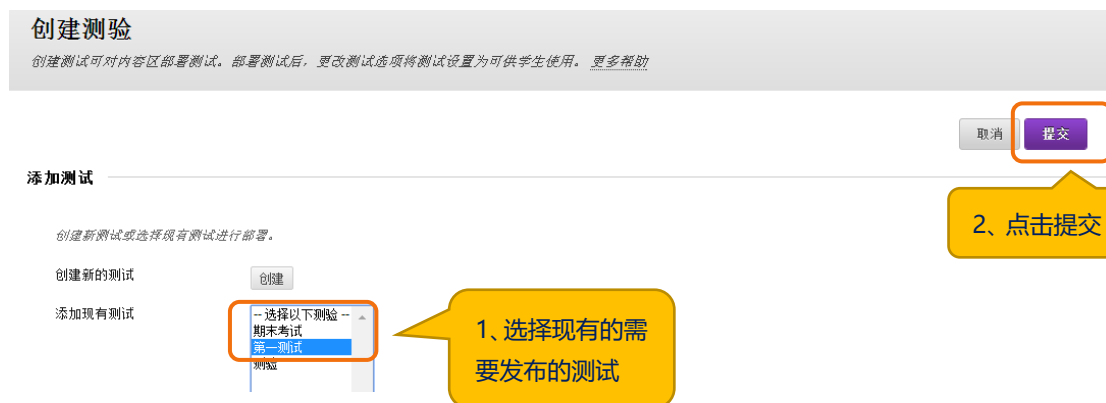 创建测验
创建测试可对内容区部署测试。部署测试后，更改测试选项将测试设置为可供学生使用。 更多帮助
取消 提交
添加测试
2、点击提交
创建新测试或选择现有测试进行部署。
创建新的测试 创建
添加现有测试 -- 选择以下测验 --
期末考试
第一测试
测验
1、选择现有的需
要发布的测试